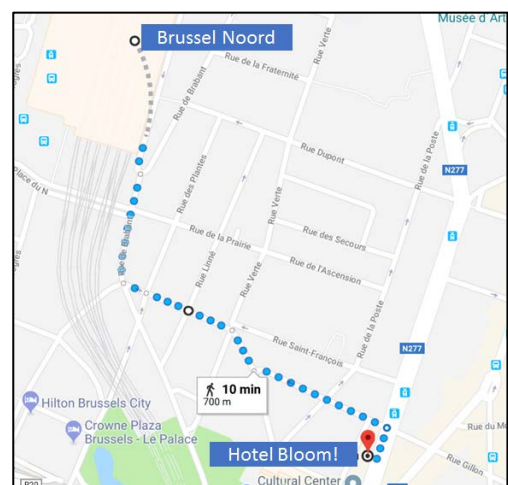 Musée d'Art
Brussel Noord
Rue de la Fraternité
Rue Verte
Rue de Brabant
Rue Dupont
Rue de la Poste
N277
Rue des Plantes
Place du N
Rue Verte
Rue des Secours
Rue de la Prairie
Rue de l'Ascension
Rue Linné
Rue de Brabant
Rue Verte
Rue de la Poste
Rue Saint-François
N277
10 min
700 m
Hilton Brussels City
Crowne Plaza
Brussels - Le Palace
Hotel Bloom!
Rue du M
Rue Gillon
Cultural Center
R20